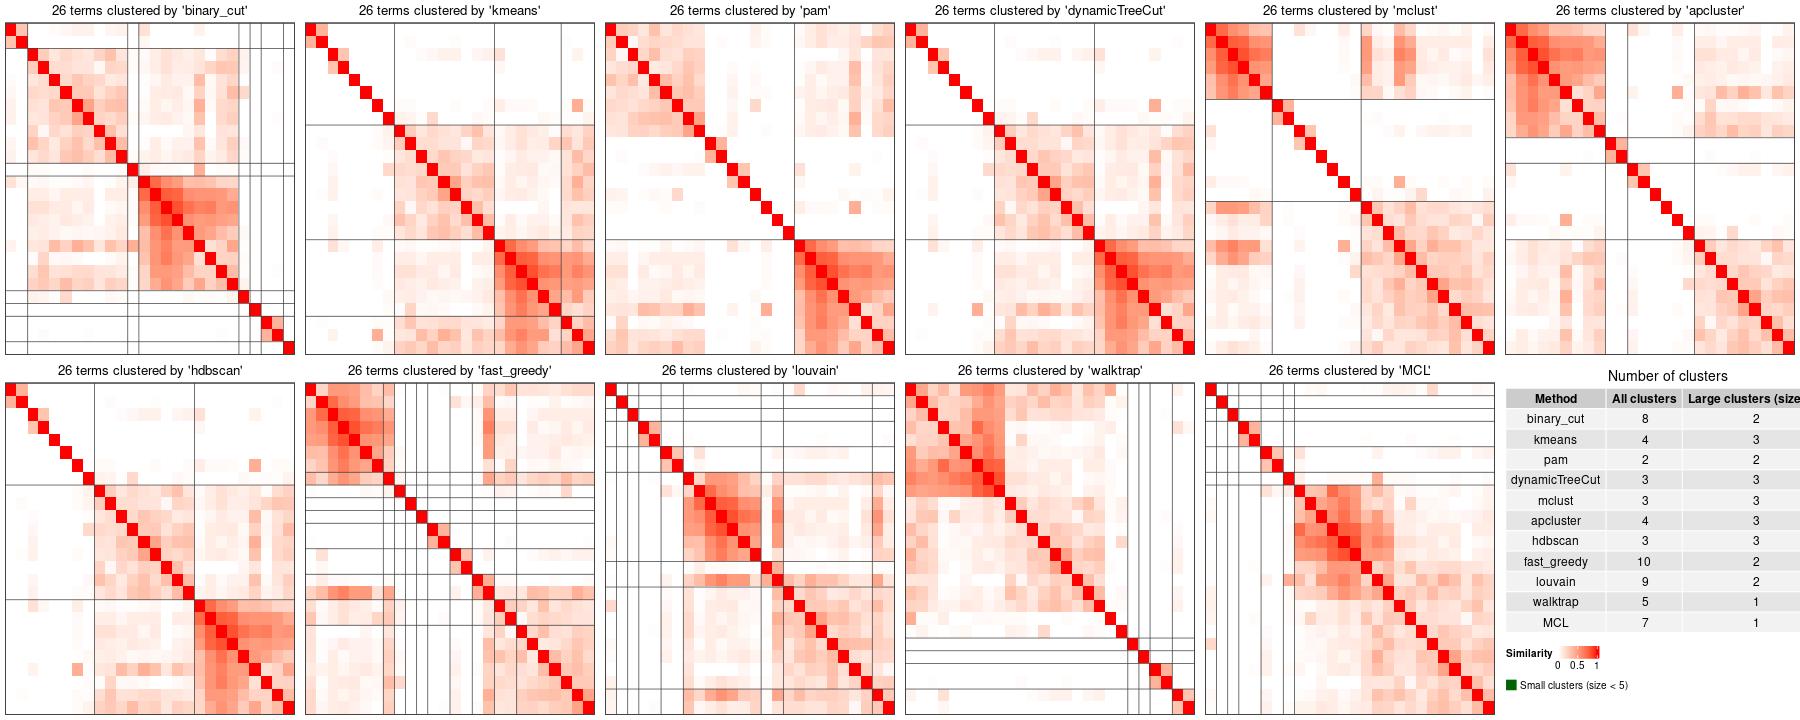 26 terms clustered by 'binary_cut'
26 terms clustered by 'kmeans'
26 terms clustered by 'pam'
26 terms clustered by 'dynamicTreeCut'
26 terms clustered by 'mclust'
26 terms clustered by 'apcluster'
26 terms clustered by 'hdbscan'
26 terms clustered by 'fast_greedy'
26 terms clustered by 'louvain'
26 terms clustered by 'walktrap'
26 terms clustered by 'MCL'
Number of clusters
Method All clusters Large clusters (size
binary_cut 8 2
kmeans 4 3
pam 2 2
dynamicTreeCut 3 3
mclust 3 3
apcluster 4 3
hdbscan 3 3
fast_greedy 10 2
louvain 9 2
walktrap 5 1
MCL 7 1
Similarity
0 0.5 1
Small clusters (size < 5)